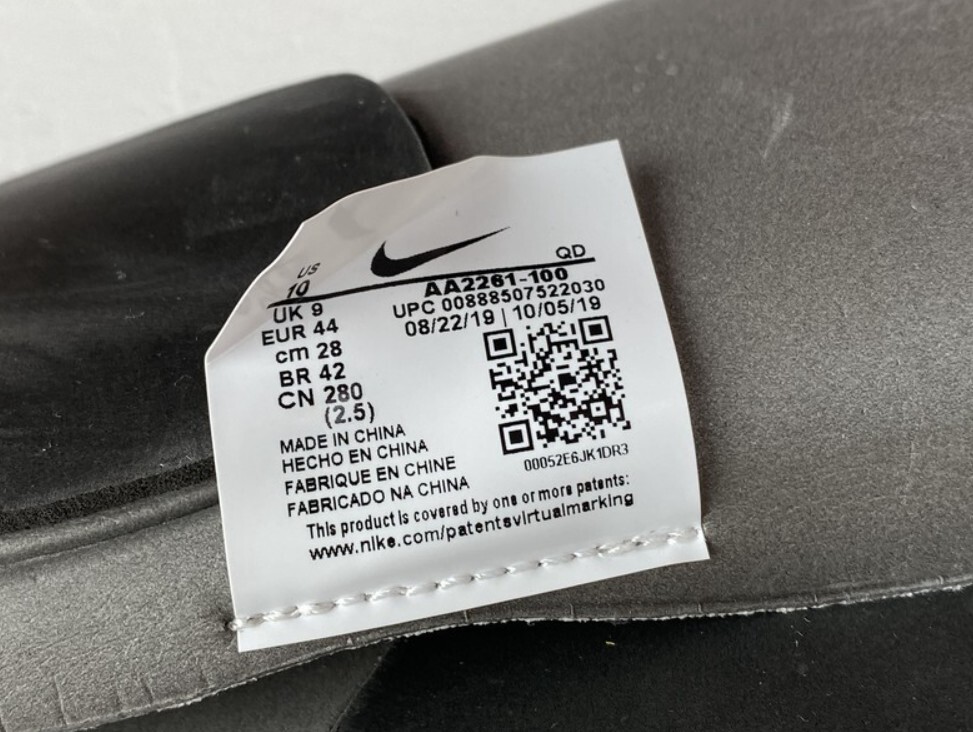 US
10
UK 9
EUR 44
cm 28
BR 42
CN 280
(2.5)
QD
AA2261-100
UPC 00888507522030
08/22/19 | 10/05/19
00052E6JK1DR3
MADE IN CHINA
HECHO EN CHINA
FABRIQUE EN CHINE
FABRICADO NA CHINA
This product is covered by one or more patents:
www.nike.com/patentsvirtualmarking